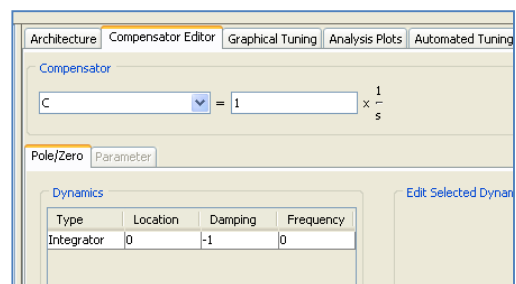 Architecture Compensator Editor Graphical Tuning Analysis Plots Automated Tuning
Compensator
C = 1 x 1
s
Pole/Zero Parameter
Dynamics Edit Selected Dynam
Type Location Damping Frequency
Integrator 0 -1 0